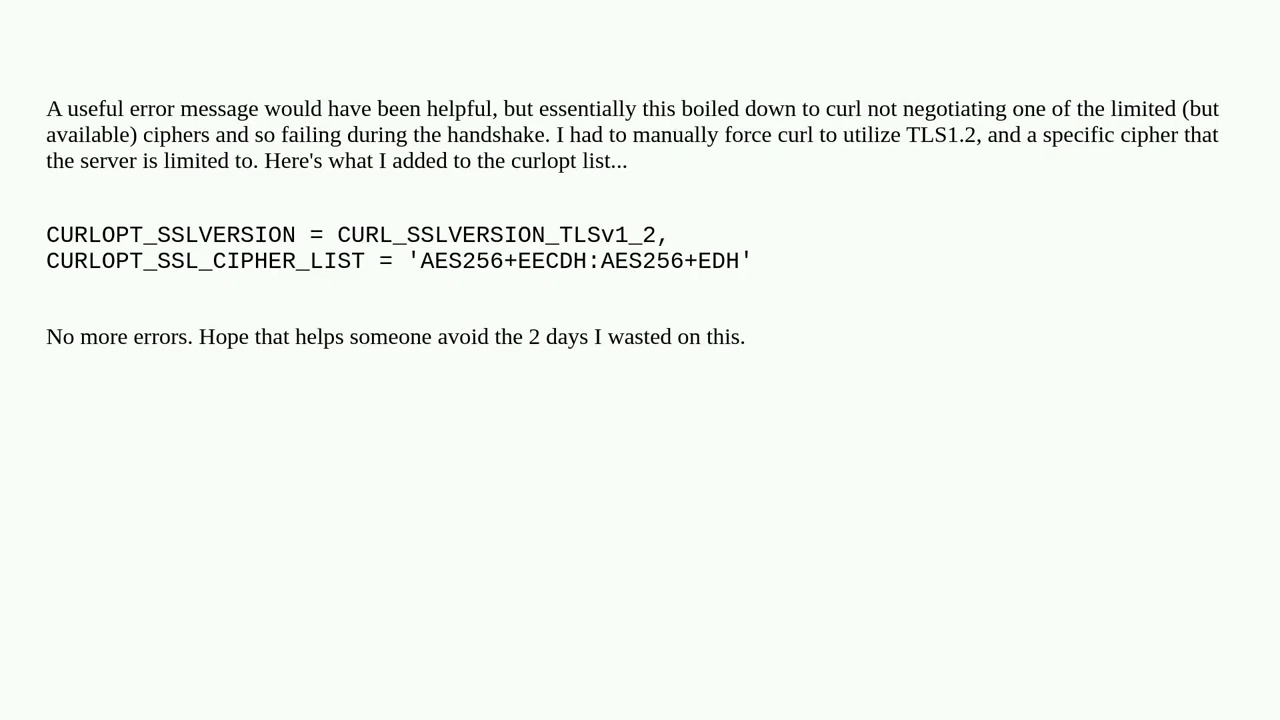 A useful error message would have been helpful, but essentially this boiled down to curl not negotiating one of the limited (but
available) ciphers and so failing during the handshake. I had to manually force curl to utilize TLS1.2, and a specific cipher that
the server is limited to. Here's what I added to the curlopt list...
CURLOPT_SSLVERSION = CURL_SSLVERSION_TLSv1_2,
CURLOPT_SSL_CIPHER_LIST = 'AES256+EECDH:AES256+EDH'
No more errors. Hope that helps someone avoid the 2 days I wasted on this.